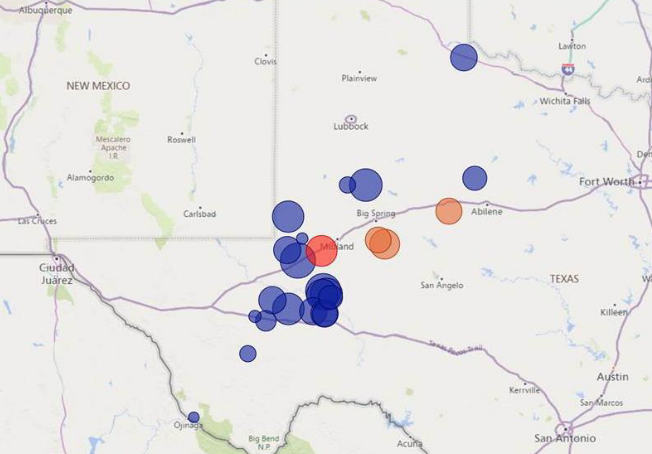 Albuquerque
Lawton
44
Clovis
Plainview
NEW MEXICO
Wichita Falls
Lubbock
Mescalero
Apache
I.R.
Roswell
Alamogordo
Fort Worth
Carlsbad
Big Spring
Abilene
Las Cruces
Midland
Ciudad
Juárez
San Angelo
TEXAS
Killeen
Austin
Kerrville
San Marcos
Ojinaga
Big Bend
N.P.
San Antonio